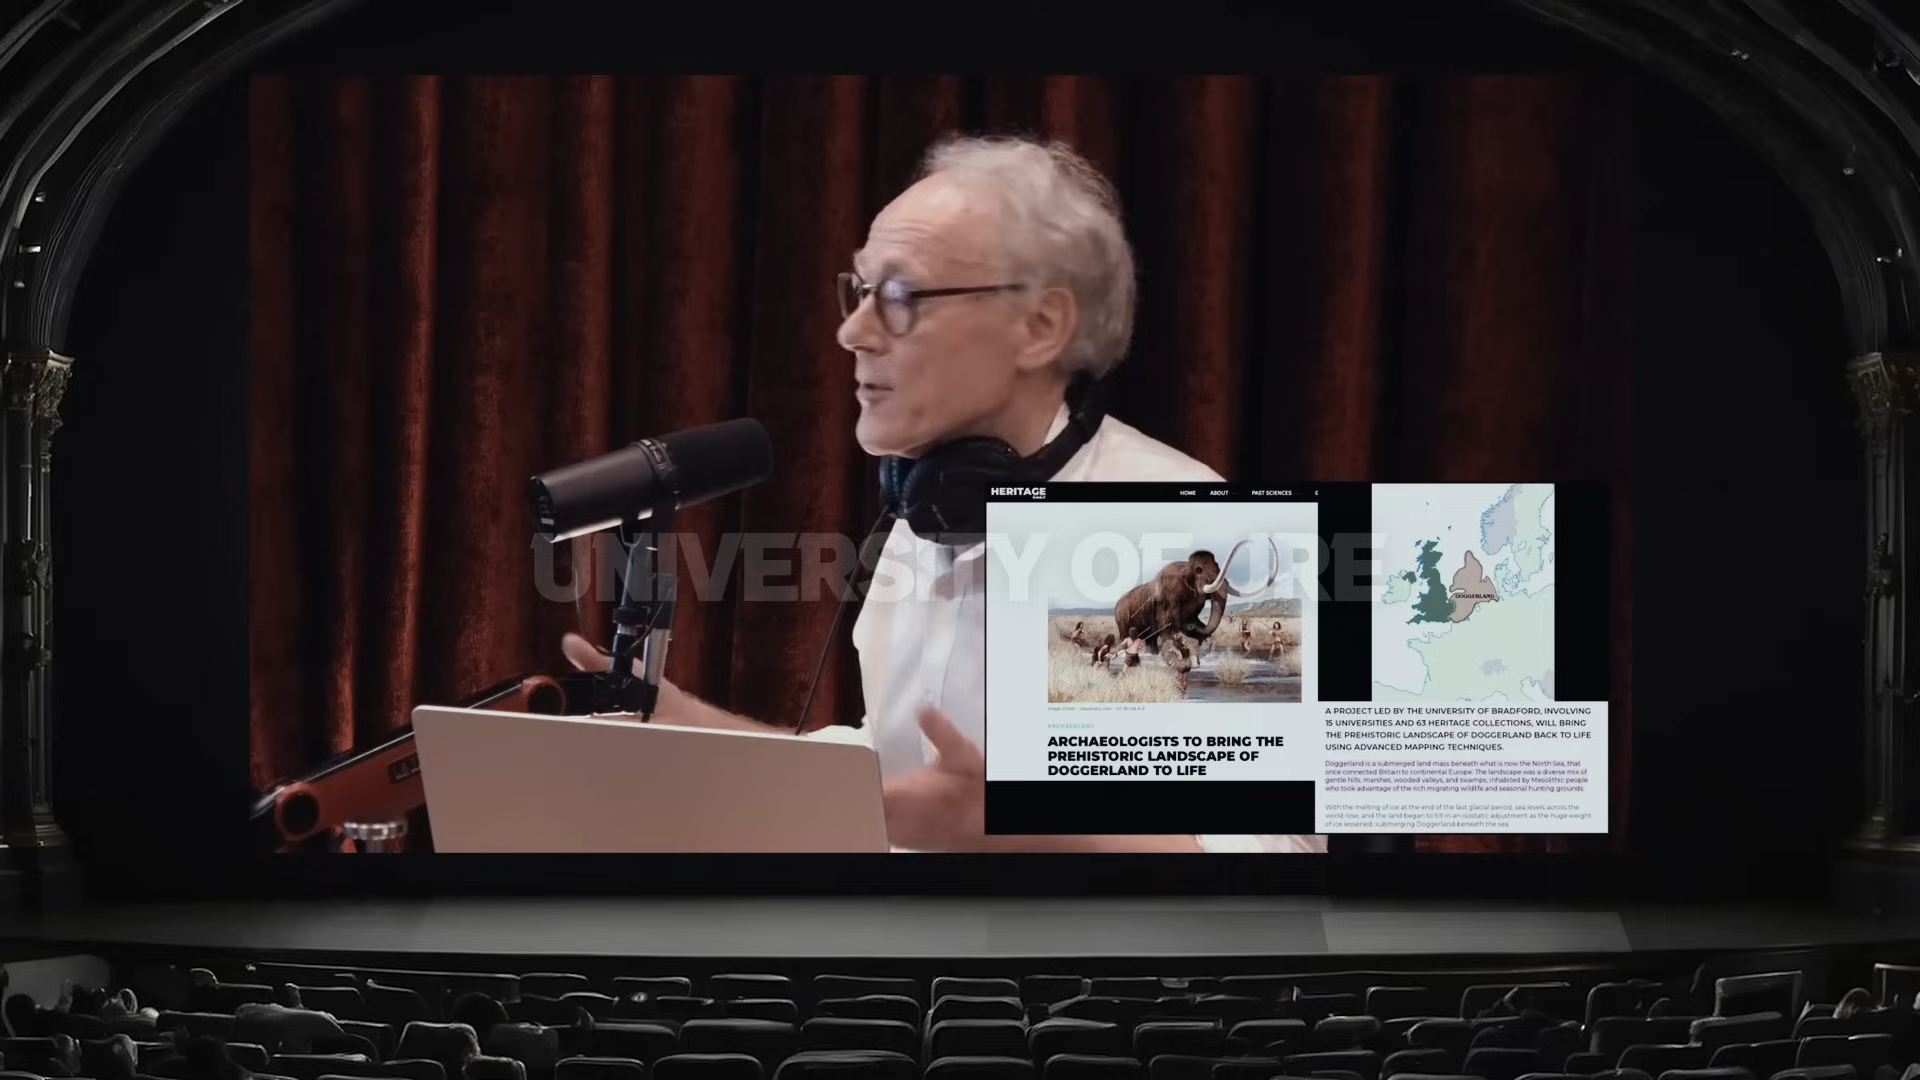 UNIVERSITY OF JRE
HERITAGE
DAILY
HOME ABOUT PAST SCIENCES
ARCHAEOLOGY
ARCHAEOLOGISTS TO BRING THE
PREHISTORIC LANDSCAPE OF
DOGGERLAND TO LIFE
DOGGERLAND
A PROJECT LED BY THE UNIVERSITY OF BRADFORD, INVOLVING
15 UNIVERSITIES AND 63 HERITAGE COLLECTIONS, WILL BRING
THE PREHISTORIC LANDSCAPE OF DOGGERLAND BACK TO LIFE
USING ADVANCED MAPPING TECHNIQUES.
Doggerland is a submerged land mass beneath what is now the North Sea, that
once connected Britain to continental Europe. The landscape was a diverse mix of
gentle hills, marshes, wooded valleys, and swamps, inhabited by Mesolithic people
who took advantage of the rich migrating wildlife and seasonal hunting grounds.
With the melting of ice at the end of the last glacial period, sea levels across the
world rose, and the land began to tilt in an isostatic adjustment as the huge weight
of ice lessened, submerging Doggerland beneath the sea.